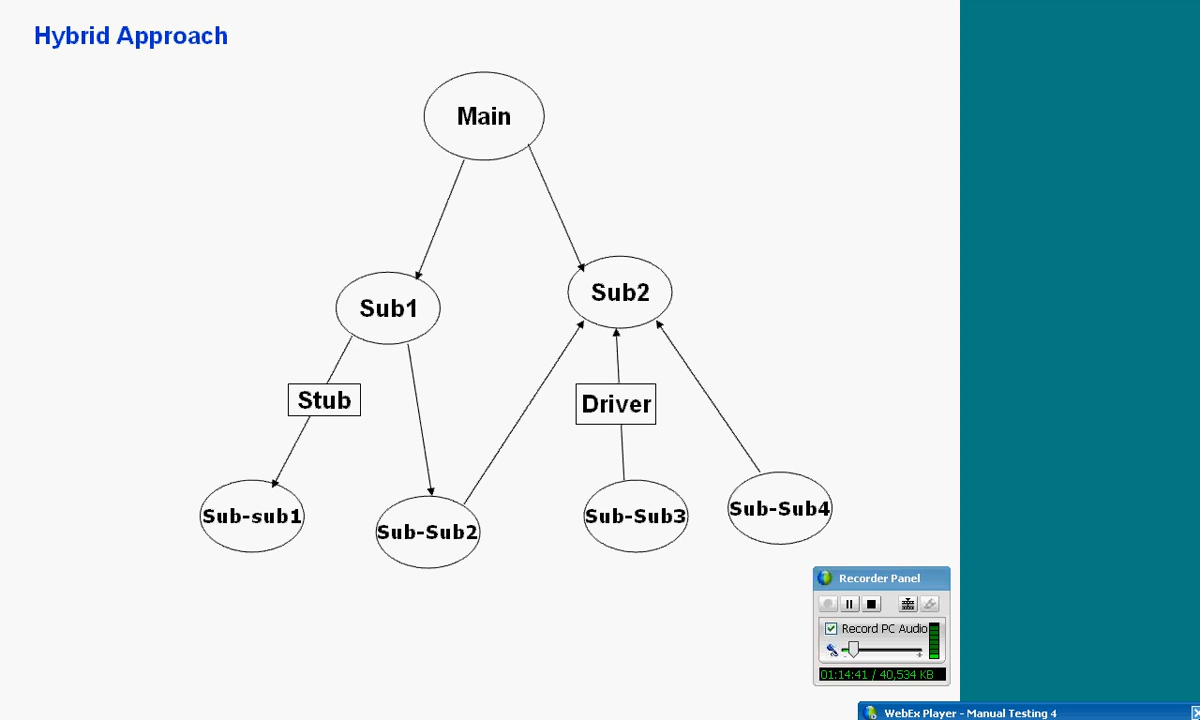 Hybrid Approach
Main
Sub1
Sub2
Stub
Driver
Sub-sub1
Sub-Sub2
Sub-Sub3
Sub-Sub4
Recorder Panel
Record PC Audio
01:14:41 / 40,534 KB
WebEx Player - Manual Testing 4